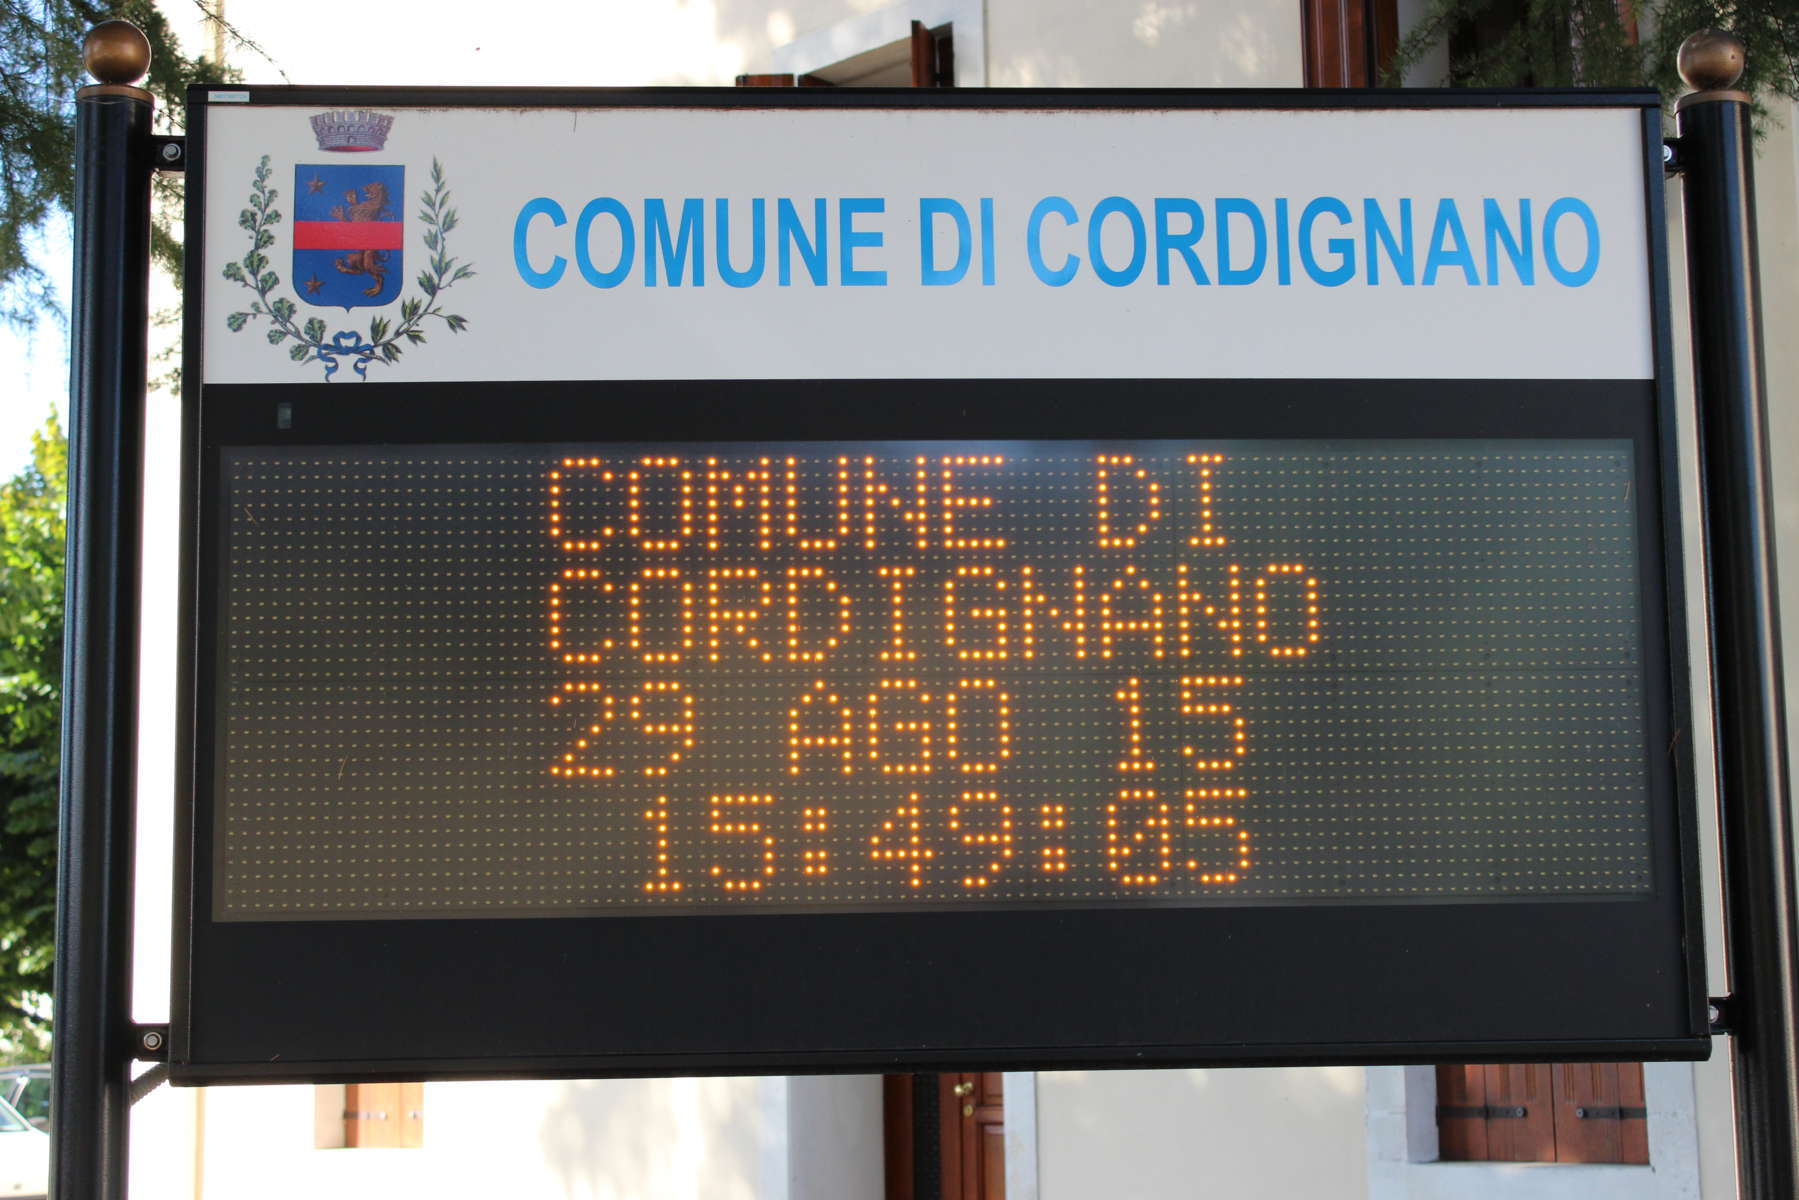 COMUNE DI CORDIGNANO
COMUNE DI
CORDIGNANO
29 AGO 15
15:49:05